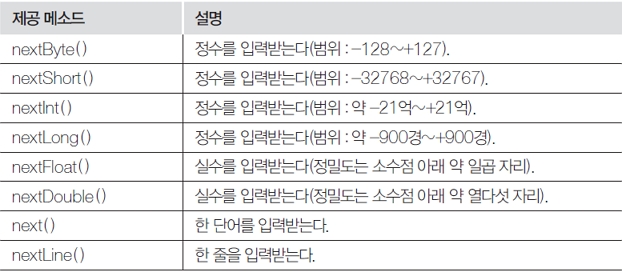 제공 메소드 설명
nextByte() 정수를 입력받는다(범위 : –128~+127).
nextShort() 정수를 입력받는다(범위 : –32768~+32767).
nextInt() 정수를 입력받는다(범위 : 약 –21억~+21억).
nextLong() 정수를 입력받는다(범위 : 약 –900경~+900경).
nextFloat() 실수를 입력받는다(정밀도는 소수점 아래 약 일곱 자리).
nextDouble() 실수를 입력받는다(정밀도는 소수점 아래 약 열다섯 자리).
next() 한 단어를 입력받는다.
nextLine() 한 줄을 입력받는다.